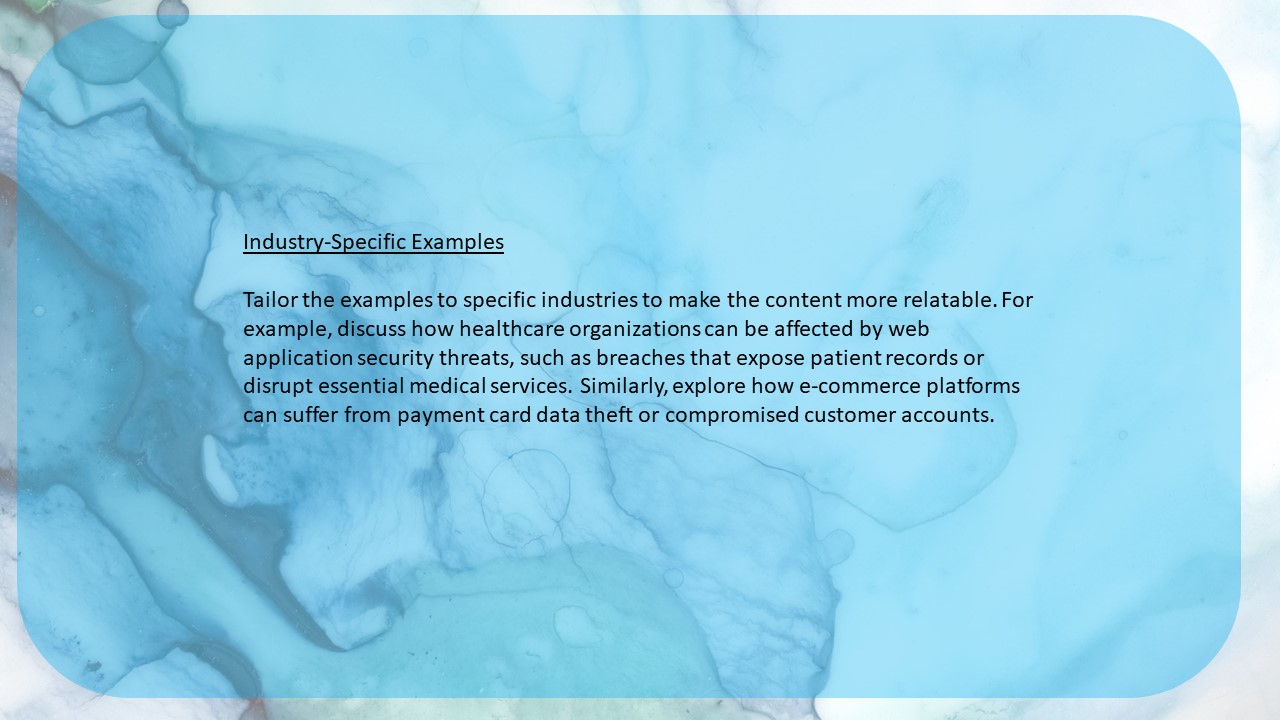 Industry-Specific Examples
Tailor the examples to specific industries to make the content more relatable. For
example, discuss how healthcare organizations can be affected by web
application security threats, such as breaches that expose patient records or
disrupt essential medical services. Similarly, explore how e-commerce platforms
can suffer from payment card data theft or compromised customer accounts.